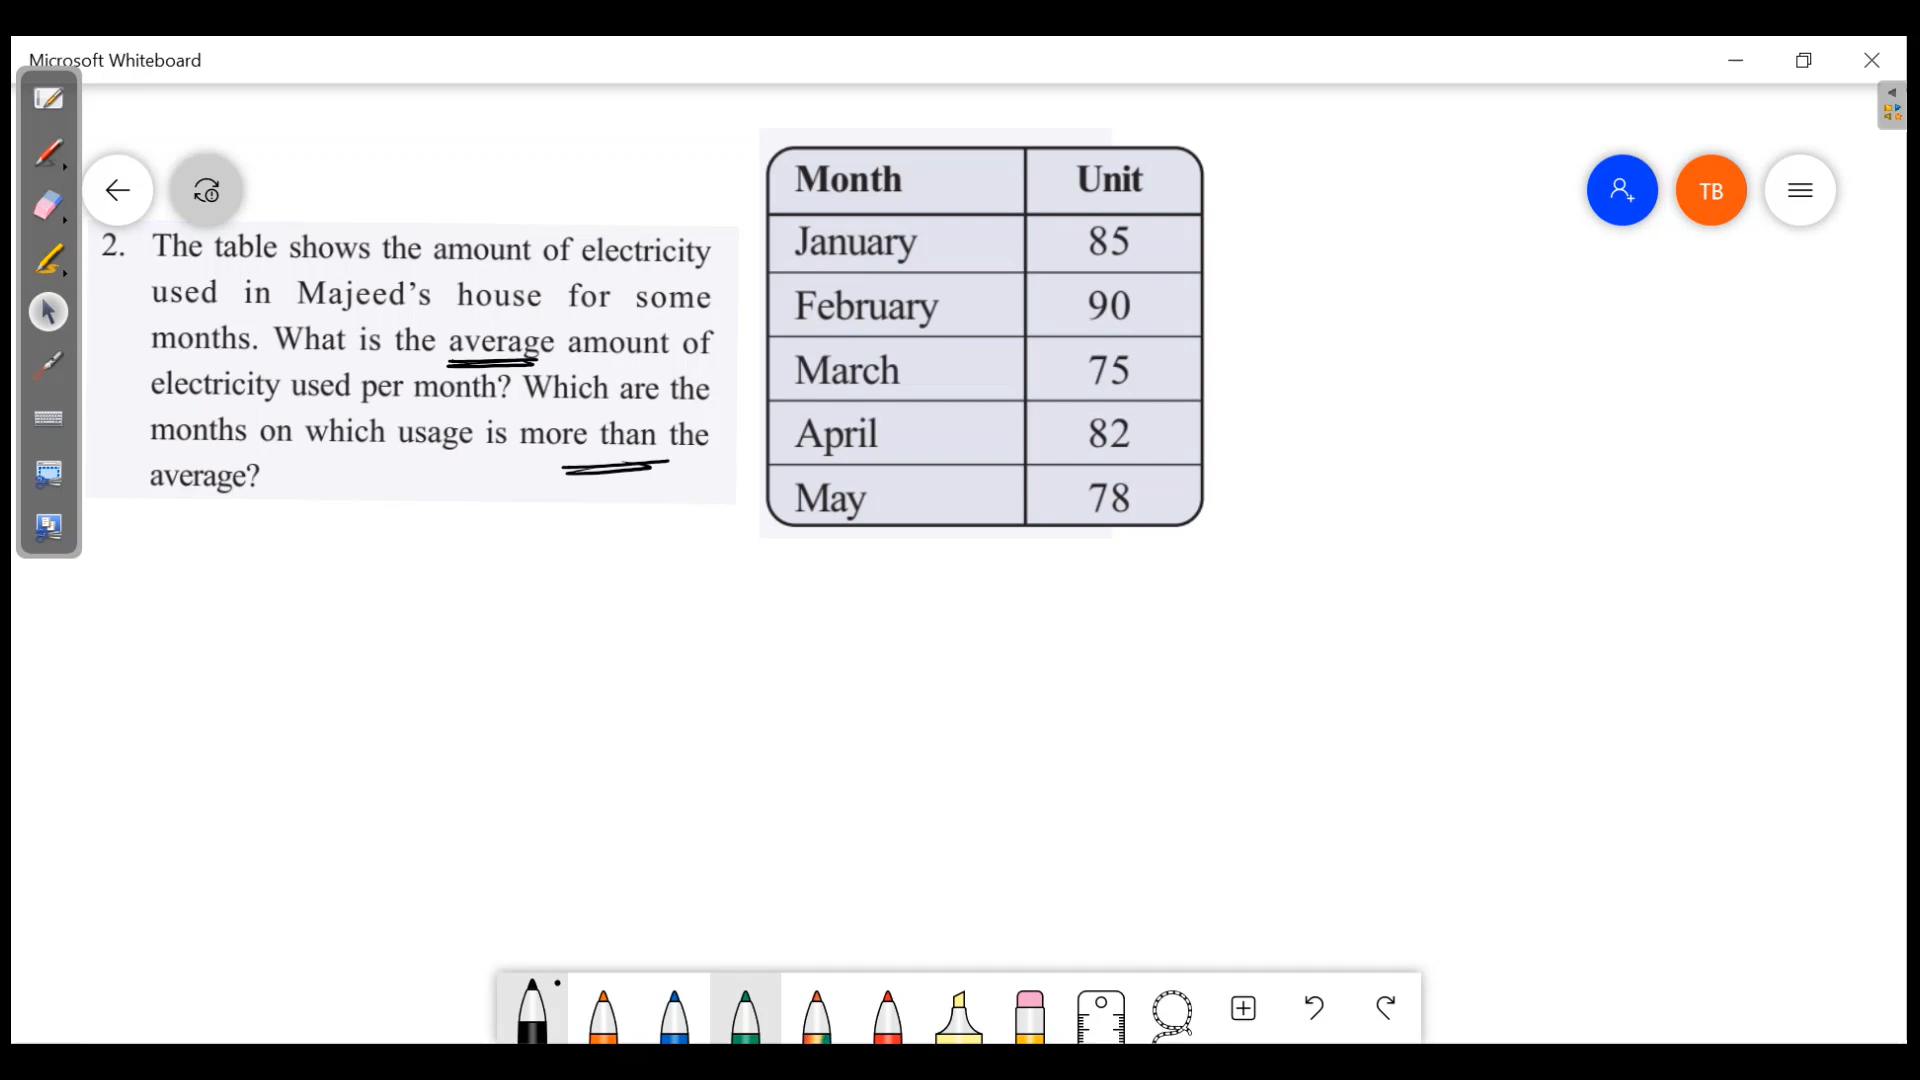 Microsoft Whiteboard
TB
2. The table shows the amount of electricity
used in Majeed's house for some
months. What is the average amount of
electricity used per month? Which are the
months on which usage is more than the
average?
Month Unit
January 85
February 90
March 75
April 82
May 78